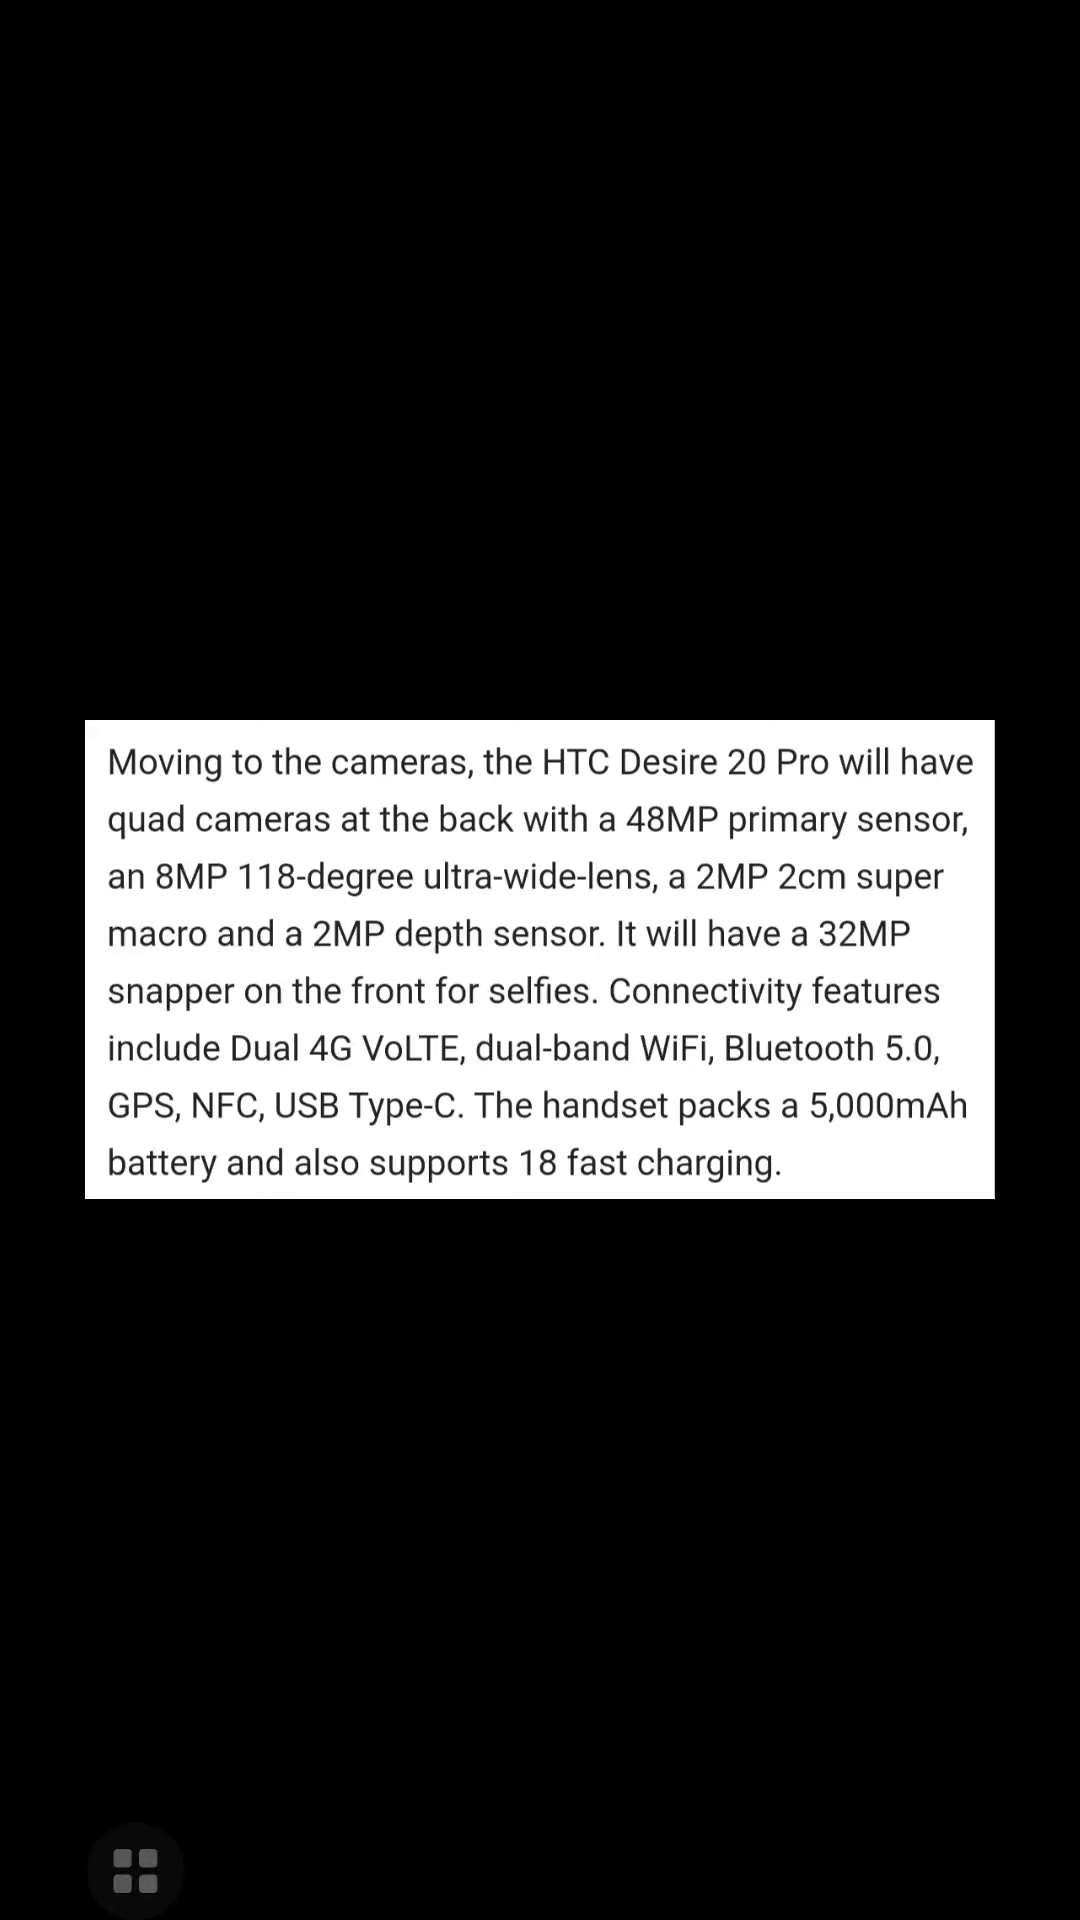 Moving to the cameras, the HTC Desire 20 Pro will have
quad cameras at the back with a 48MP primary sensor,
an 8MP 118-degree ultra-wide-lens, a 2MP 2cm super
macro and a 2MP depth sensor. It will have a 32MP
snapper on the front for selfies. Connectivity features
include Dual 4G VoLTE, dual-band WiFi, Bluetooth 5.0,
GPS, NFC, USB Type-C. The handset packs a 5,000mAh
battery and also supports 18 fast charging.